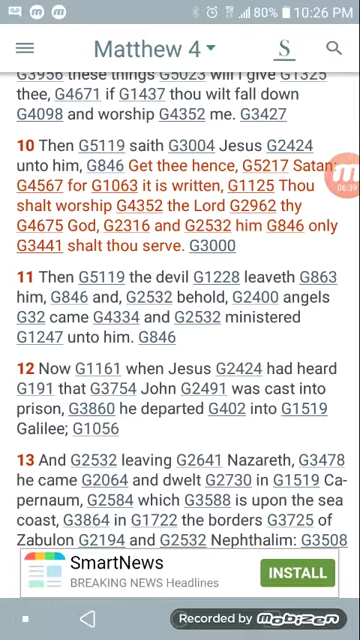 80% 10:26 PM
Matthew 4
S
G3956 these things G5023 will I give G1325
thee, G4671 if G1437 thou wilt fall down
G4098 and worship G4352 me. G3427
10 Then G5119 saith G3004 Jesus G2424
unto him, G846 Get thee hence, G5217 Satan:
G4567 for G1063 it is written, G1125 Thou
shalt worship G4352 the Lord G2962 thy
G4675 God, G2316 and G2532 him G846 only
G3441 shalt thou serve. G3000
06:39
11 Then G5119 the devil G1228 leaveth G863
him, G846 and, G2532 behold, G2400 angels
G32 came G4334 and G2532 ministered
G1247 unto him. G846
12 Now G1161 when Jesus G2424 had heard
G191 that G3754 John G2491 was cast into
prison, G3860 he departed G402 into G1519
Galilee; G1056
13 And G2532 leaving G2641 Nazareth, G3478
he came G2064 and dwelt G2730 in G1519 Ca-
pernaum, G2584 which G3588 is upon the sea
coast, G3864 in G1722 the borders G3725 of
Zabulon G2194 and G2532 Nephthalim: G3508
SmartNews
BREAKING NEWS Headlines
INSTALL
Recorded by mobizen